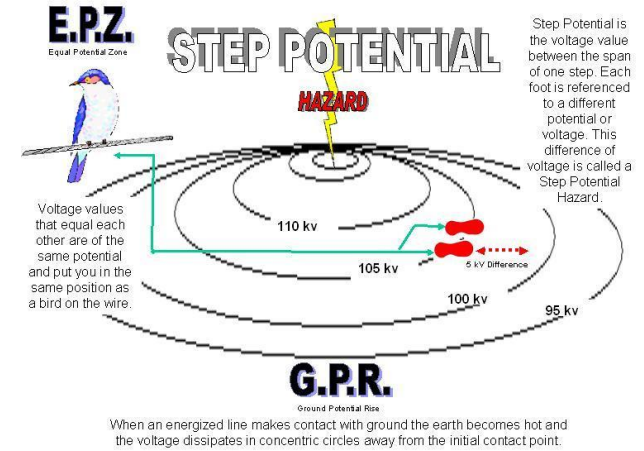 E.P.Z.
Equal Potential Zone
STEP POTENTIAL
HAZARD
Step Potential is
the voltage value
between the span
of one step. Each
foot is referenced
to a different
potential or
voltage. This
difference of
voltage is called a
Step Potential
Hazard.
Voltage values
that equal each
other are of the
same potential
and put you in the
same position as
a bird on the wire.
110 kv
105 kv
5 kV Difference
100 kv
95 kv
G.P.R.
Ground Potential Rise
When an energized line makes contact with ground the earth becomes hot and
the voltage dissipates in concentric circles away from the initial contact point.